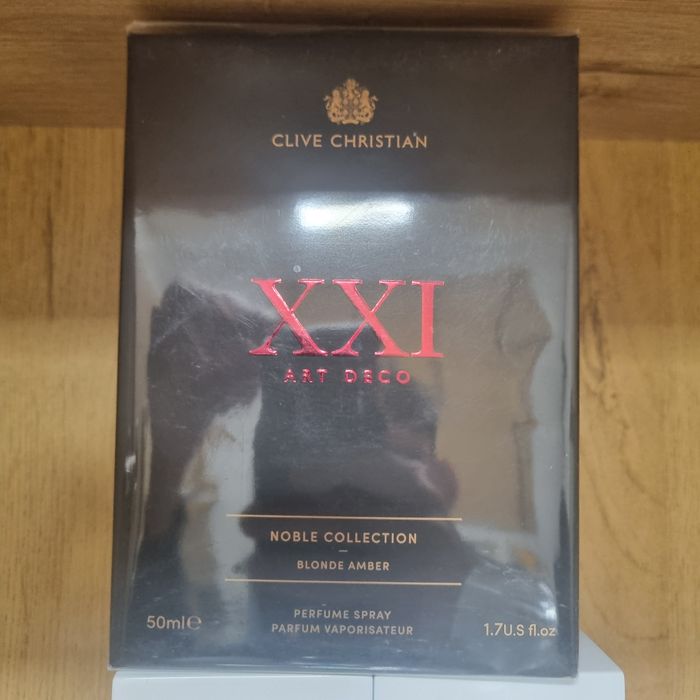 CLIVE CHRISTIAN
XXI
ART DECO
NOBLE COLLECTION
BLONDE AMBER
PERFUME SPRAY
50ml℮ PARFUM VAPORISATEUR 1.7U.S fl.oz